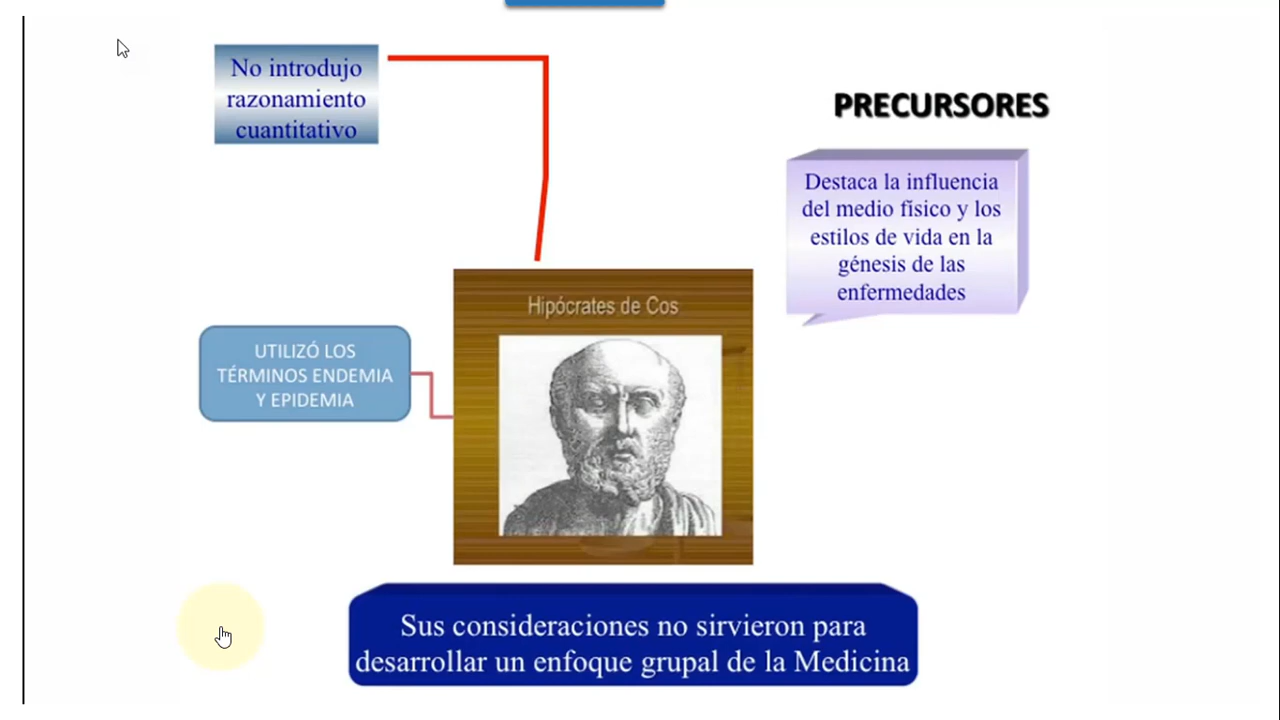 No introdujo
razonamiento
cuantitativo
PRECURSORES
Destaca la influencia
del medio físico y los
estilos de vida en la
génesis de las
enfermedades
Hipócrates de Cos
UTILIZÓ LOS
TÉRMINOS ENDEMIA
Y EPIDEMIA
Sus consideraciones no sirvieron para
desarrollar un enfoque grupal de la Medicina